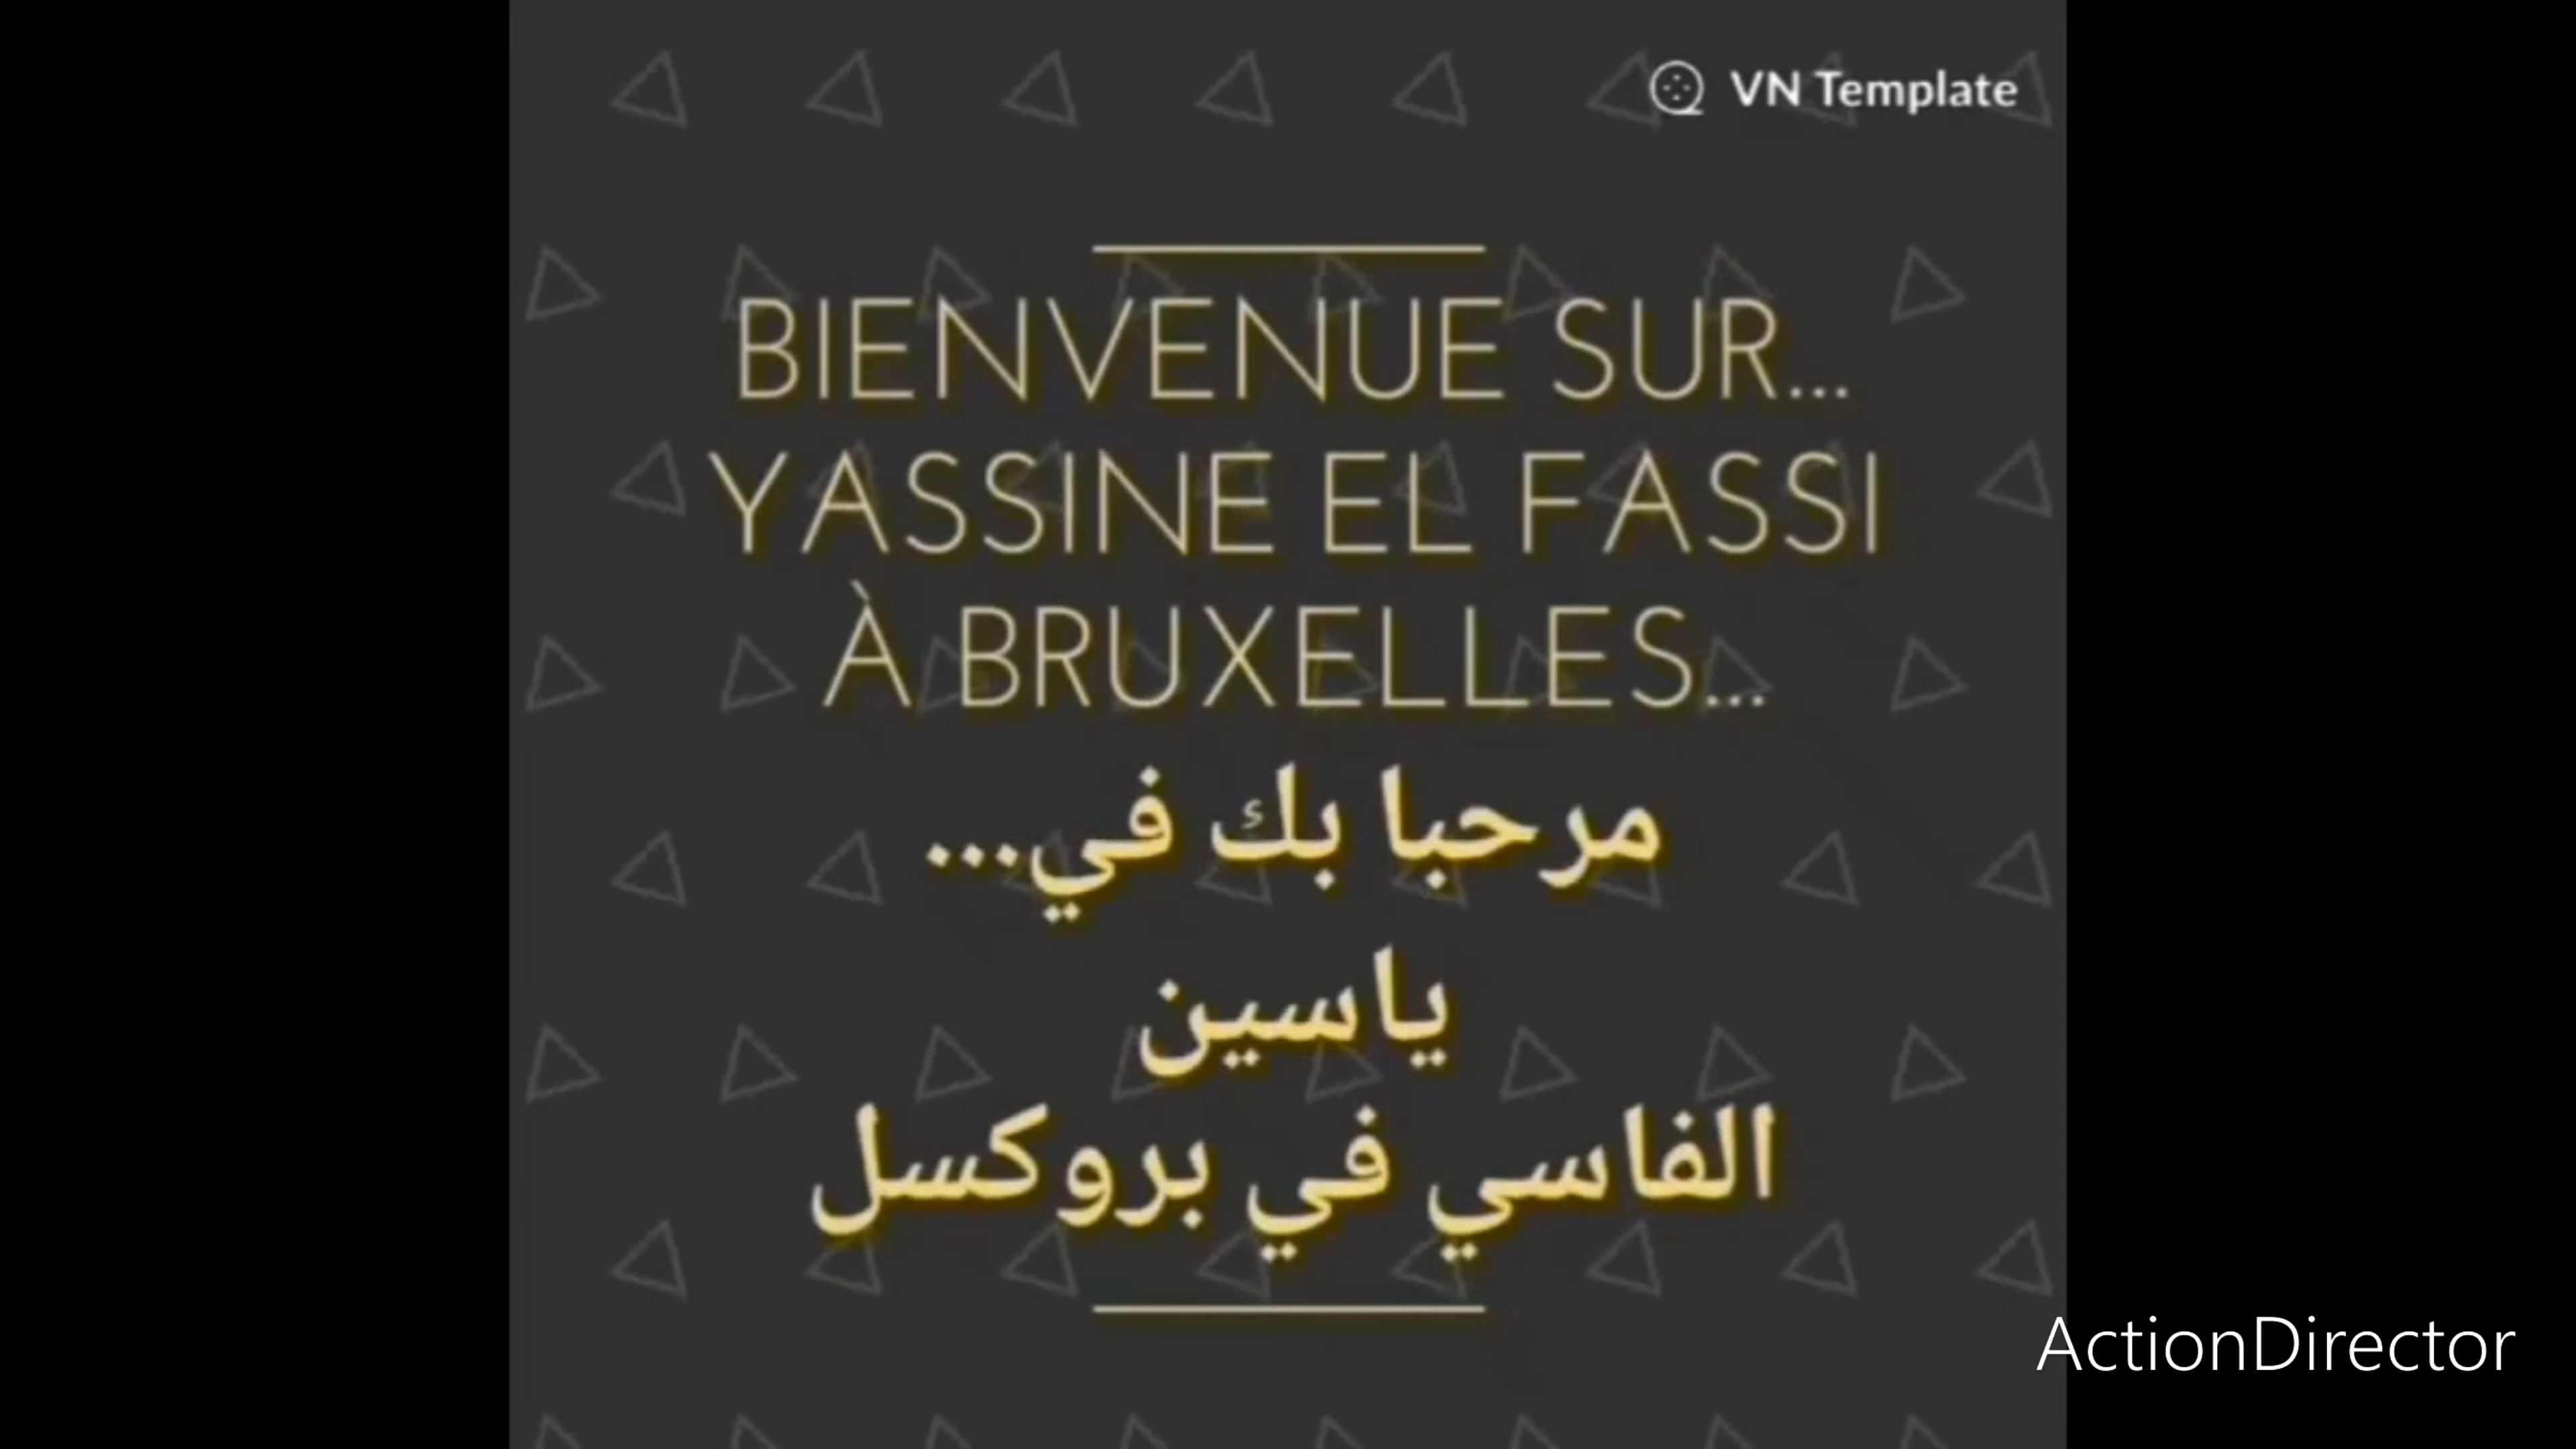 VN Template
BIENVENUE SUR...
YASSINE EL FASSI
À BRUXELLES...
مرحبا بك في...
ياسين
الفاسي في بروكسل
ActionDirector